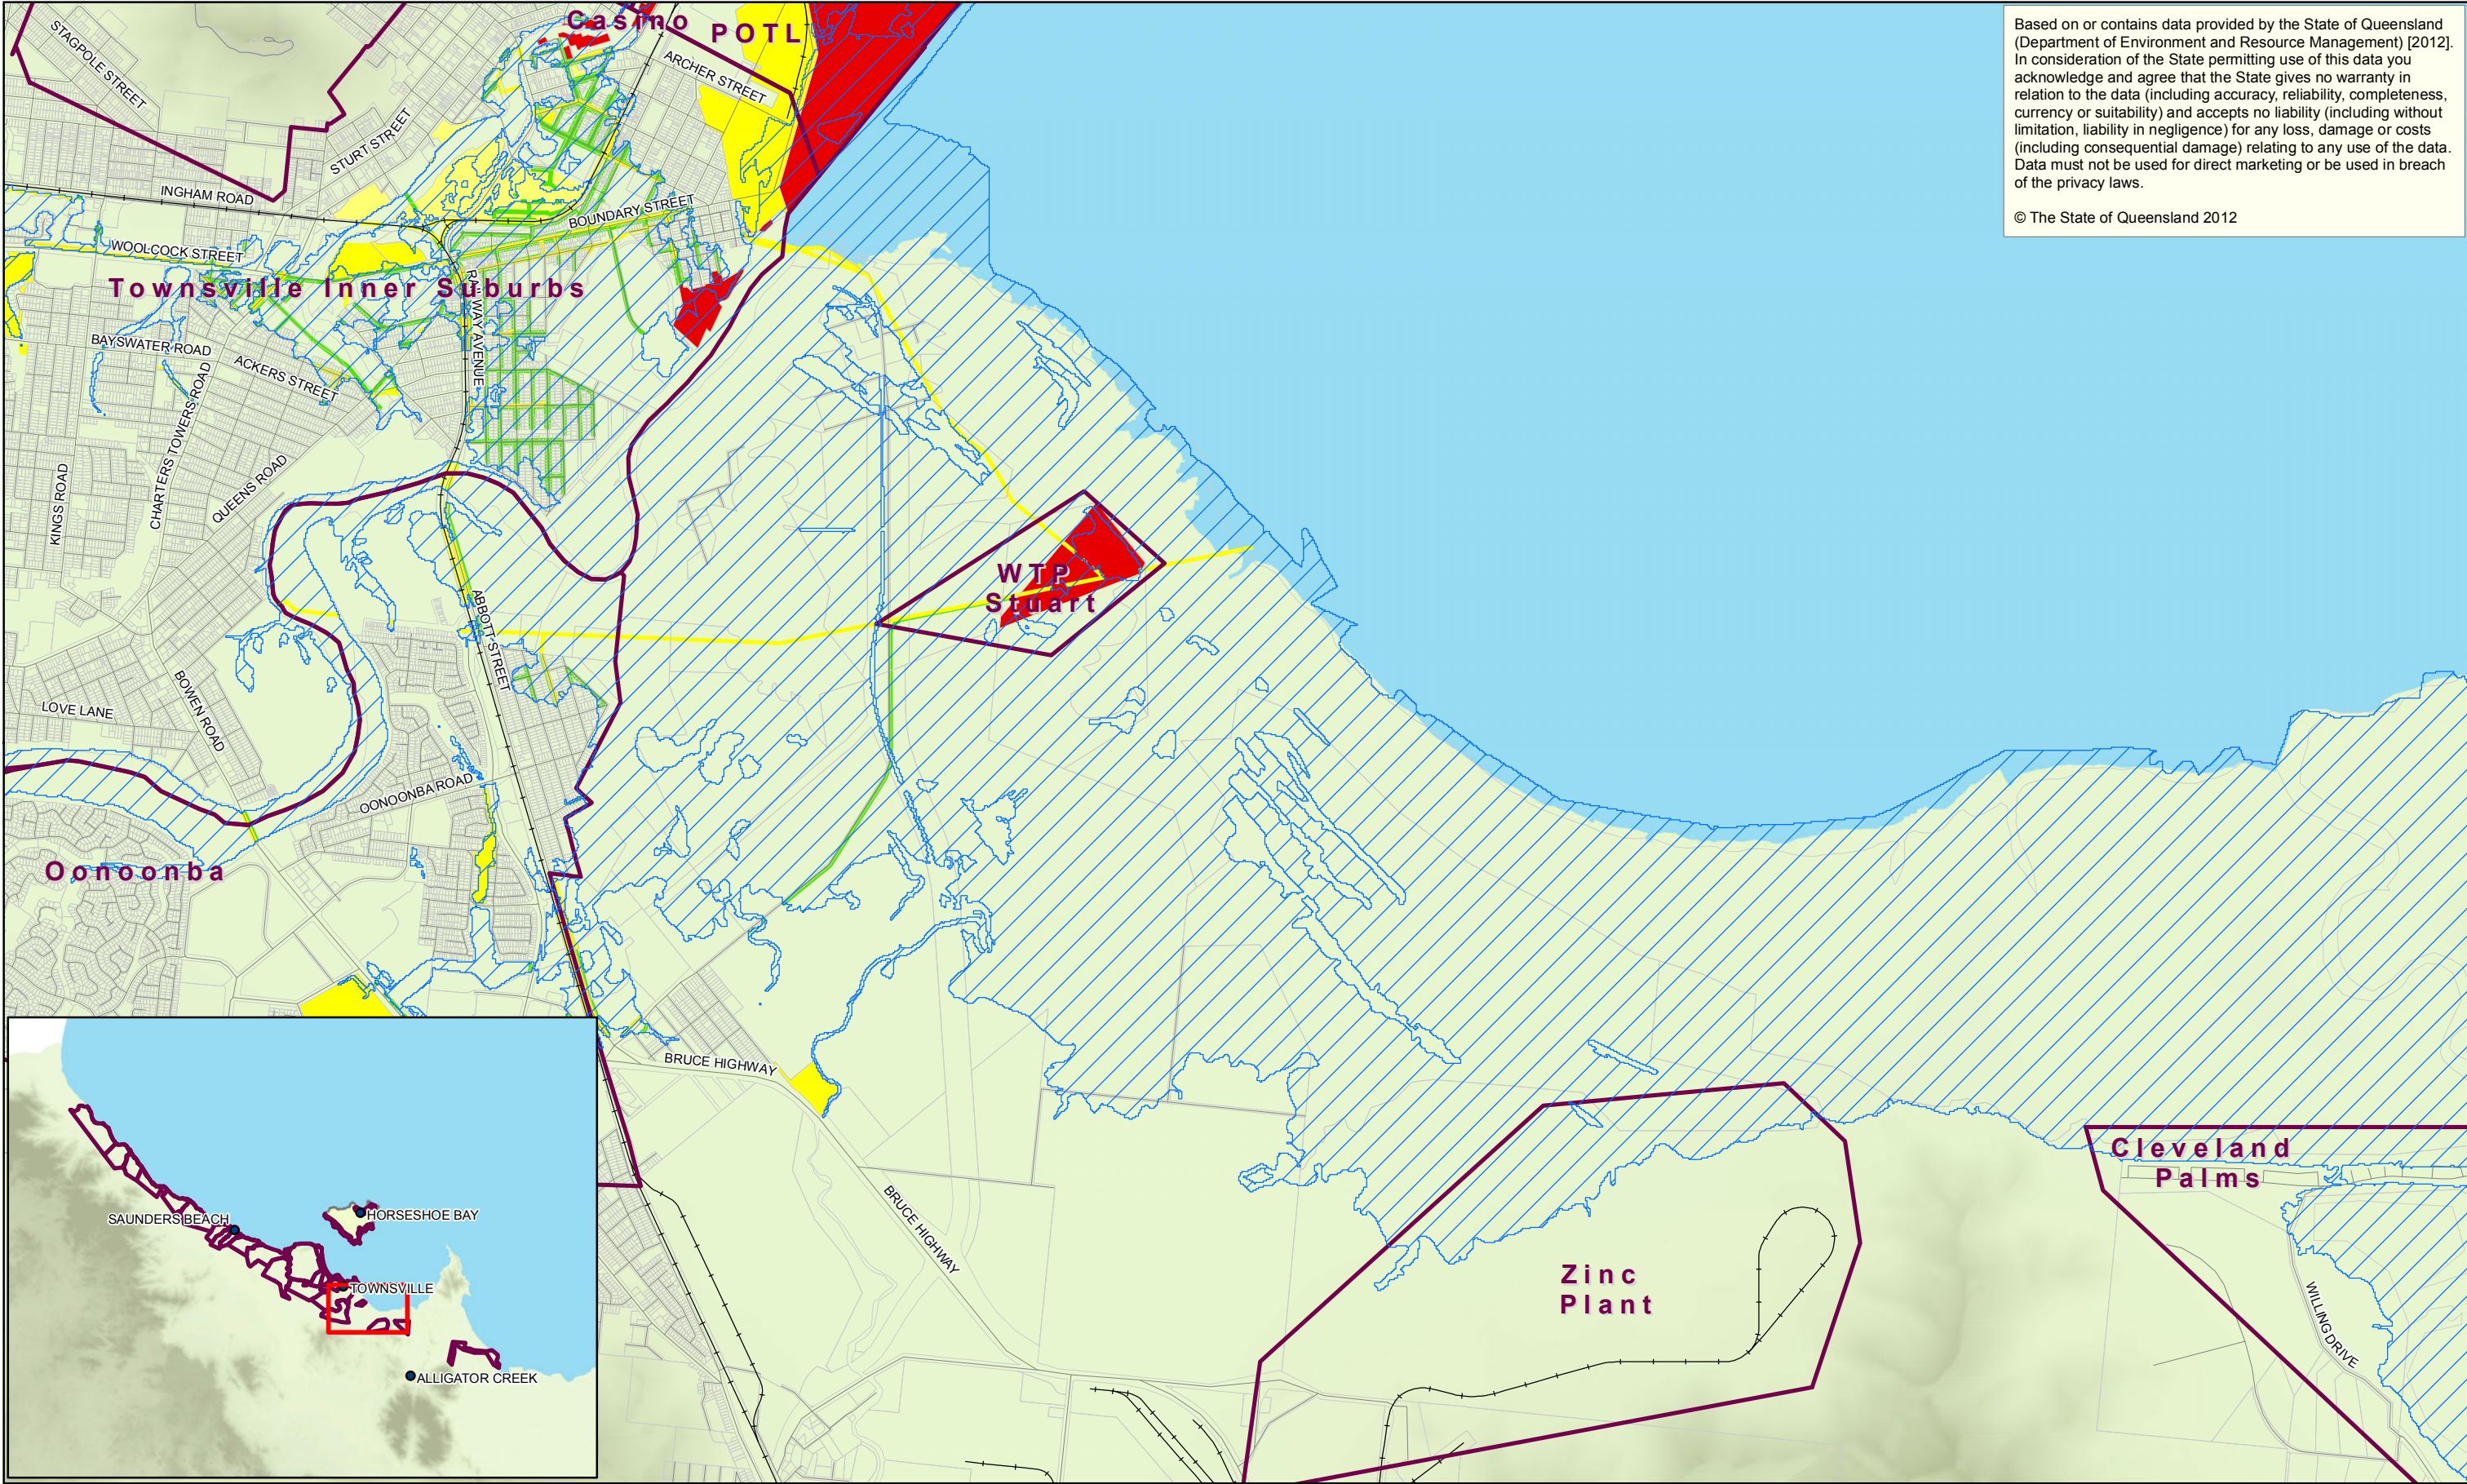 Casino
POTL
Based on or contains data provided by the State of Queensland
(Department of Environment and Resource Management) [2012].
In consideration of the State permitting use of this data you
acknowledge and agree that the State gives no warranty in
relation to the data (including accuracy, reliability, completeness,
currency or suitability) and accepts no liability (including without
limitation, liability in negligence) for any loss, damage or costs
(including consequential damage) relating to any use of the data.
Data must not be used for direct marketing or be used in breach
of the privacy laws.
© The State of Queensland 2012
STAGPOLE STREET
ARCHER STREET
STURT STREET
INGHAM ROAD
BOUNDARY STREET
WOOLCOCK STREET
Townsville Inner Suburbs
RAILWAY AVENUE
BAYSWATER ROAD
ACKERS STREET
CHARTERS TOWERS ROAD
KINGS ROAD
QUEENS ROAD
WTP
Stuart
ABBOTT STREET
BOWEN ROAD
LOVE LANE
OONOONBA ROAD
Oonoonba
BRUCE HIGHWAY
BRUCE HIGHWAY
Cleveland
Palms
Zinc
Plant
WILLING DRIVE
SAUNDERS BEACH
HORSESHOE BAY
TOWNSVILLE
ALLIGATOR CREEK